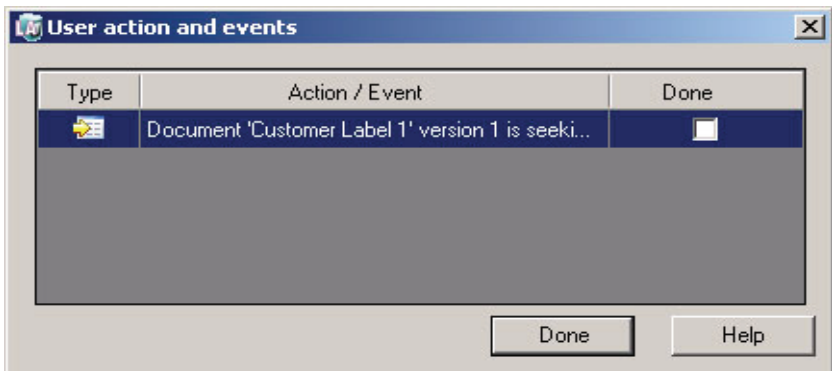 User action and events
Type Action / Event Done
Document 'Customer Label 1' version 1 is seeki...
Done Help